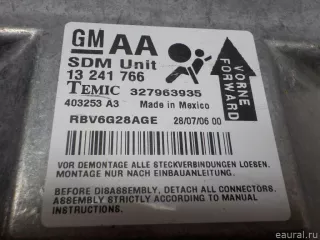 GM AA
SDM Unit
13 241 766
TEMIC 327963935
403253 A3 Made in Mexico
RBV6G28AGE 28/07/06 00
VORNE
FORWARD
VOR DEMONTAGE ALLE STECKVERBINDUNGEN LOESEN.
MONTAGE NUR NACH EINBAUANLEITUNG.
BEFORE DISASSEMBLY, DETACH ALL CONNECTORS.
ASSEMBLY STRICTLY ACCORDING TO MANUAL
INSTRUCTIONS.
eaural.ru